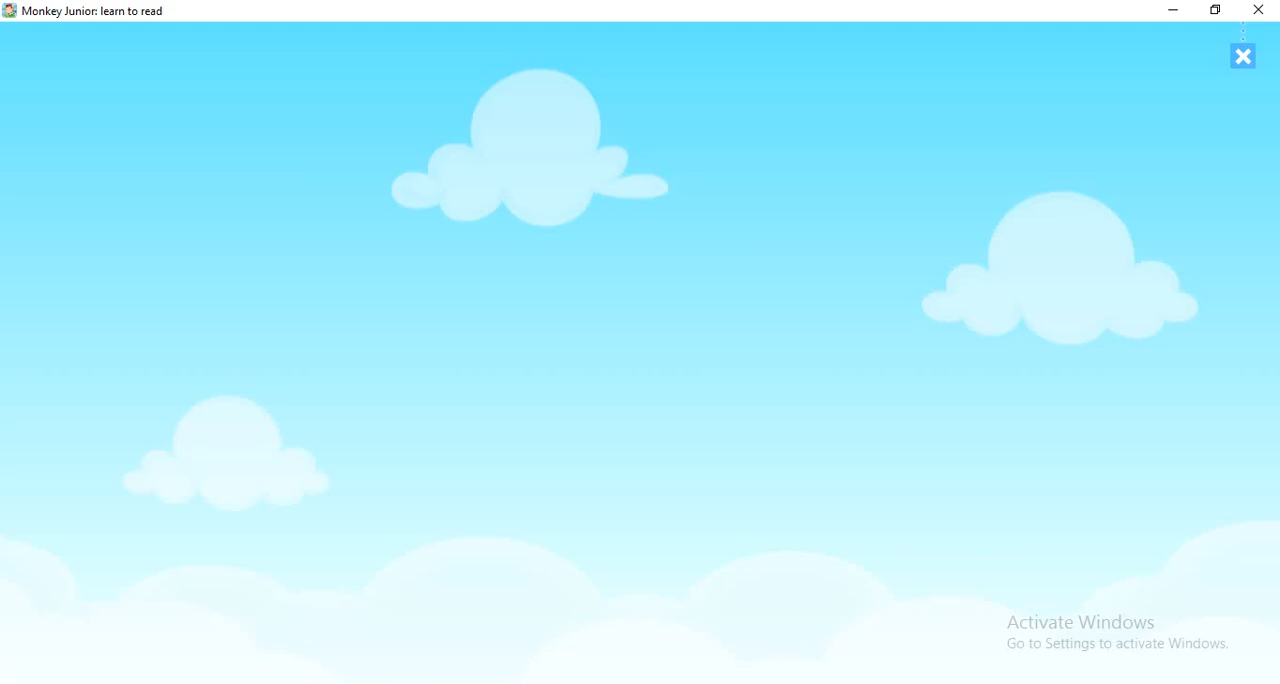 Monkey Junior: learn to read
Activate Windows
Go to Settings to activate Windows.